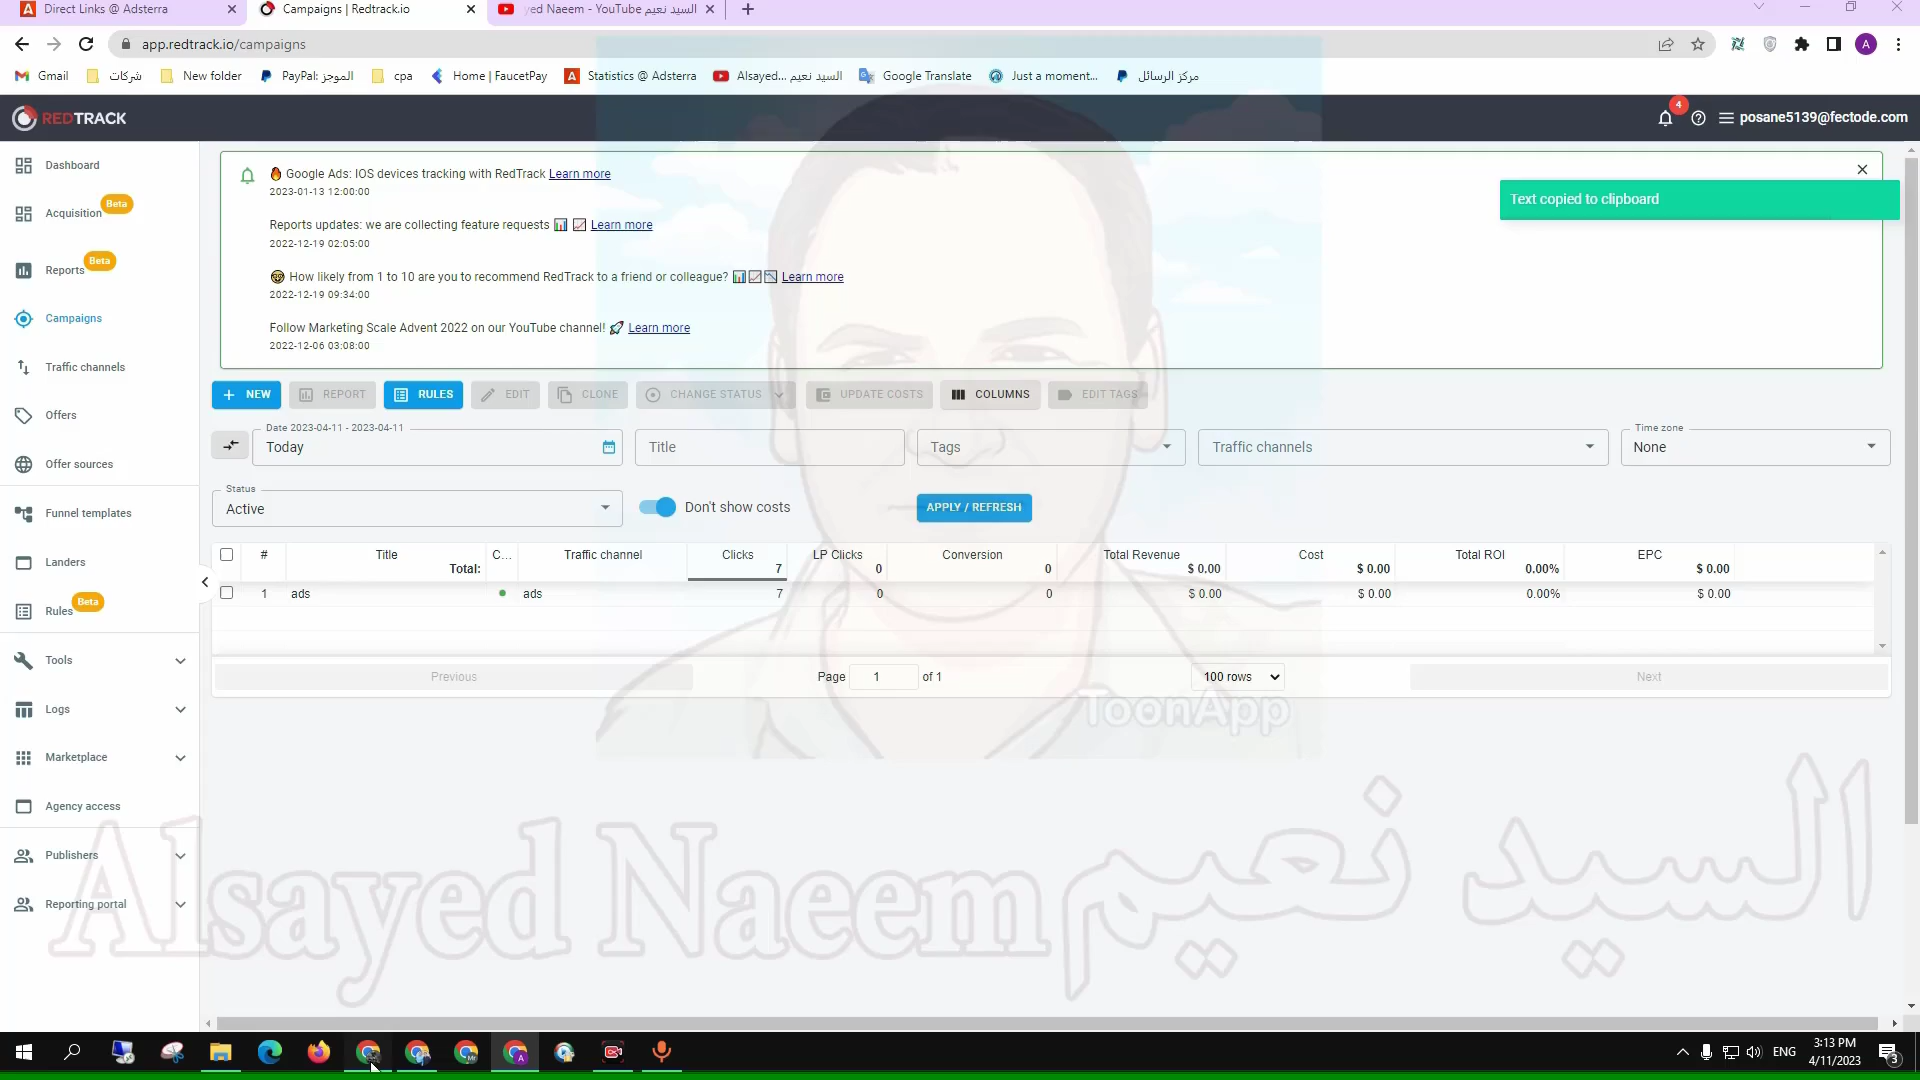 Direct Links @ Adsterra
Campaigns | Redtrack.io
yed Naeem - YouTube السيد نعيم
app.redtrack.io/campaigns
A
Gmail
شركات
New folder
PayPal: الموجز
cpa
Home | FaucetPay
Statistics @ Adsterra
Alsayed... السيد نعيم
Google Translate
Just a moment...
مركز الرسائل
REDTRACK
4
posane5139@fectode.com
Dashboard
Acquisition Beta
Reports Beta
Campaigns
Traffic channels
Offers
Offer sources
Funnel templates
Landers
Rules Beta
Tools
Logs
Marketplace
Agency access
Publishers
Reporting portal
Google Ads: IOS devices tracking with RedTrack Learn more
2023-01-13 12:00:00
Reports updates: we are collecting feature requests Learn more
2022-12-19 02:05:00
How likely from 1 to 10 are you to recommend RedTrack to a friend or colleague? Learn more
2022-12-19 09:34:00
Follow Marketing Scale Advent 2022 on our YouTube channel! Learn more
2022-12-06 03:08:00
Text copied to clipboard
NEW
REPORT
RULES
EDIT
CLONE
CHANGE STATUS
UPDATE COSTS
COLUMNS
EDIT TAGS
Date 2023-04-11 - 2023-04-11
Today
Title
Tags
Traffic channels
Time zone
None
Status
Active
Don't show costs
APPLY / REFRESH
# Title C... Traffic channel Clicks LP Clicks Conversion Total Revenue Cost Total ROI EPC
Total: 7 0 0 $ 0.00 $ 0.00 0.00% $ 0.00
1 ads ads 7 0 0 $ 0.00 $ 0.00 0.00% $ 0.00
Previous
Page 1 of 1
100 rows
Next
ToonApp
Alsayed Naeem السيد نعيم
ENG
3:13 PM
4/11/2023
3